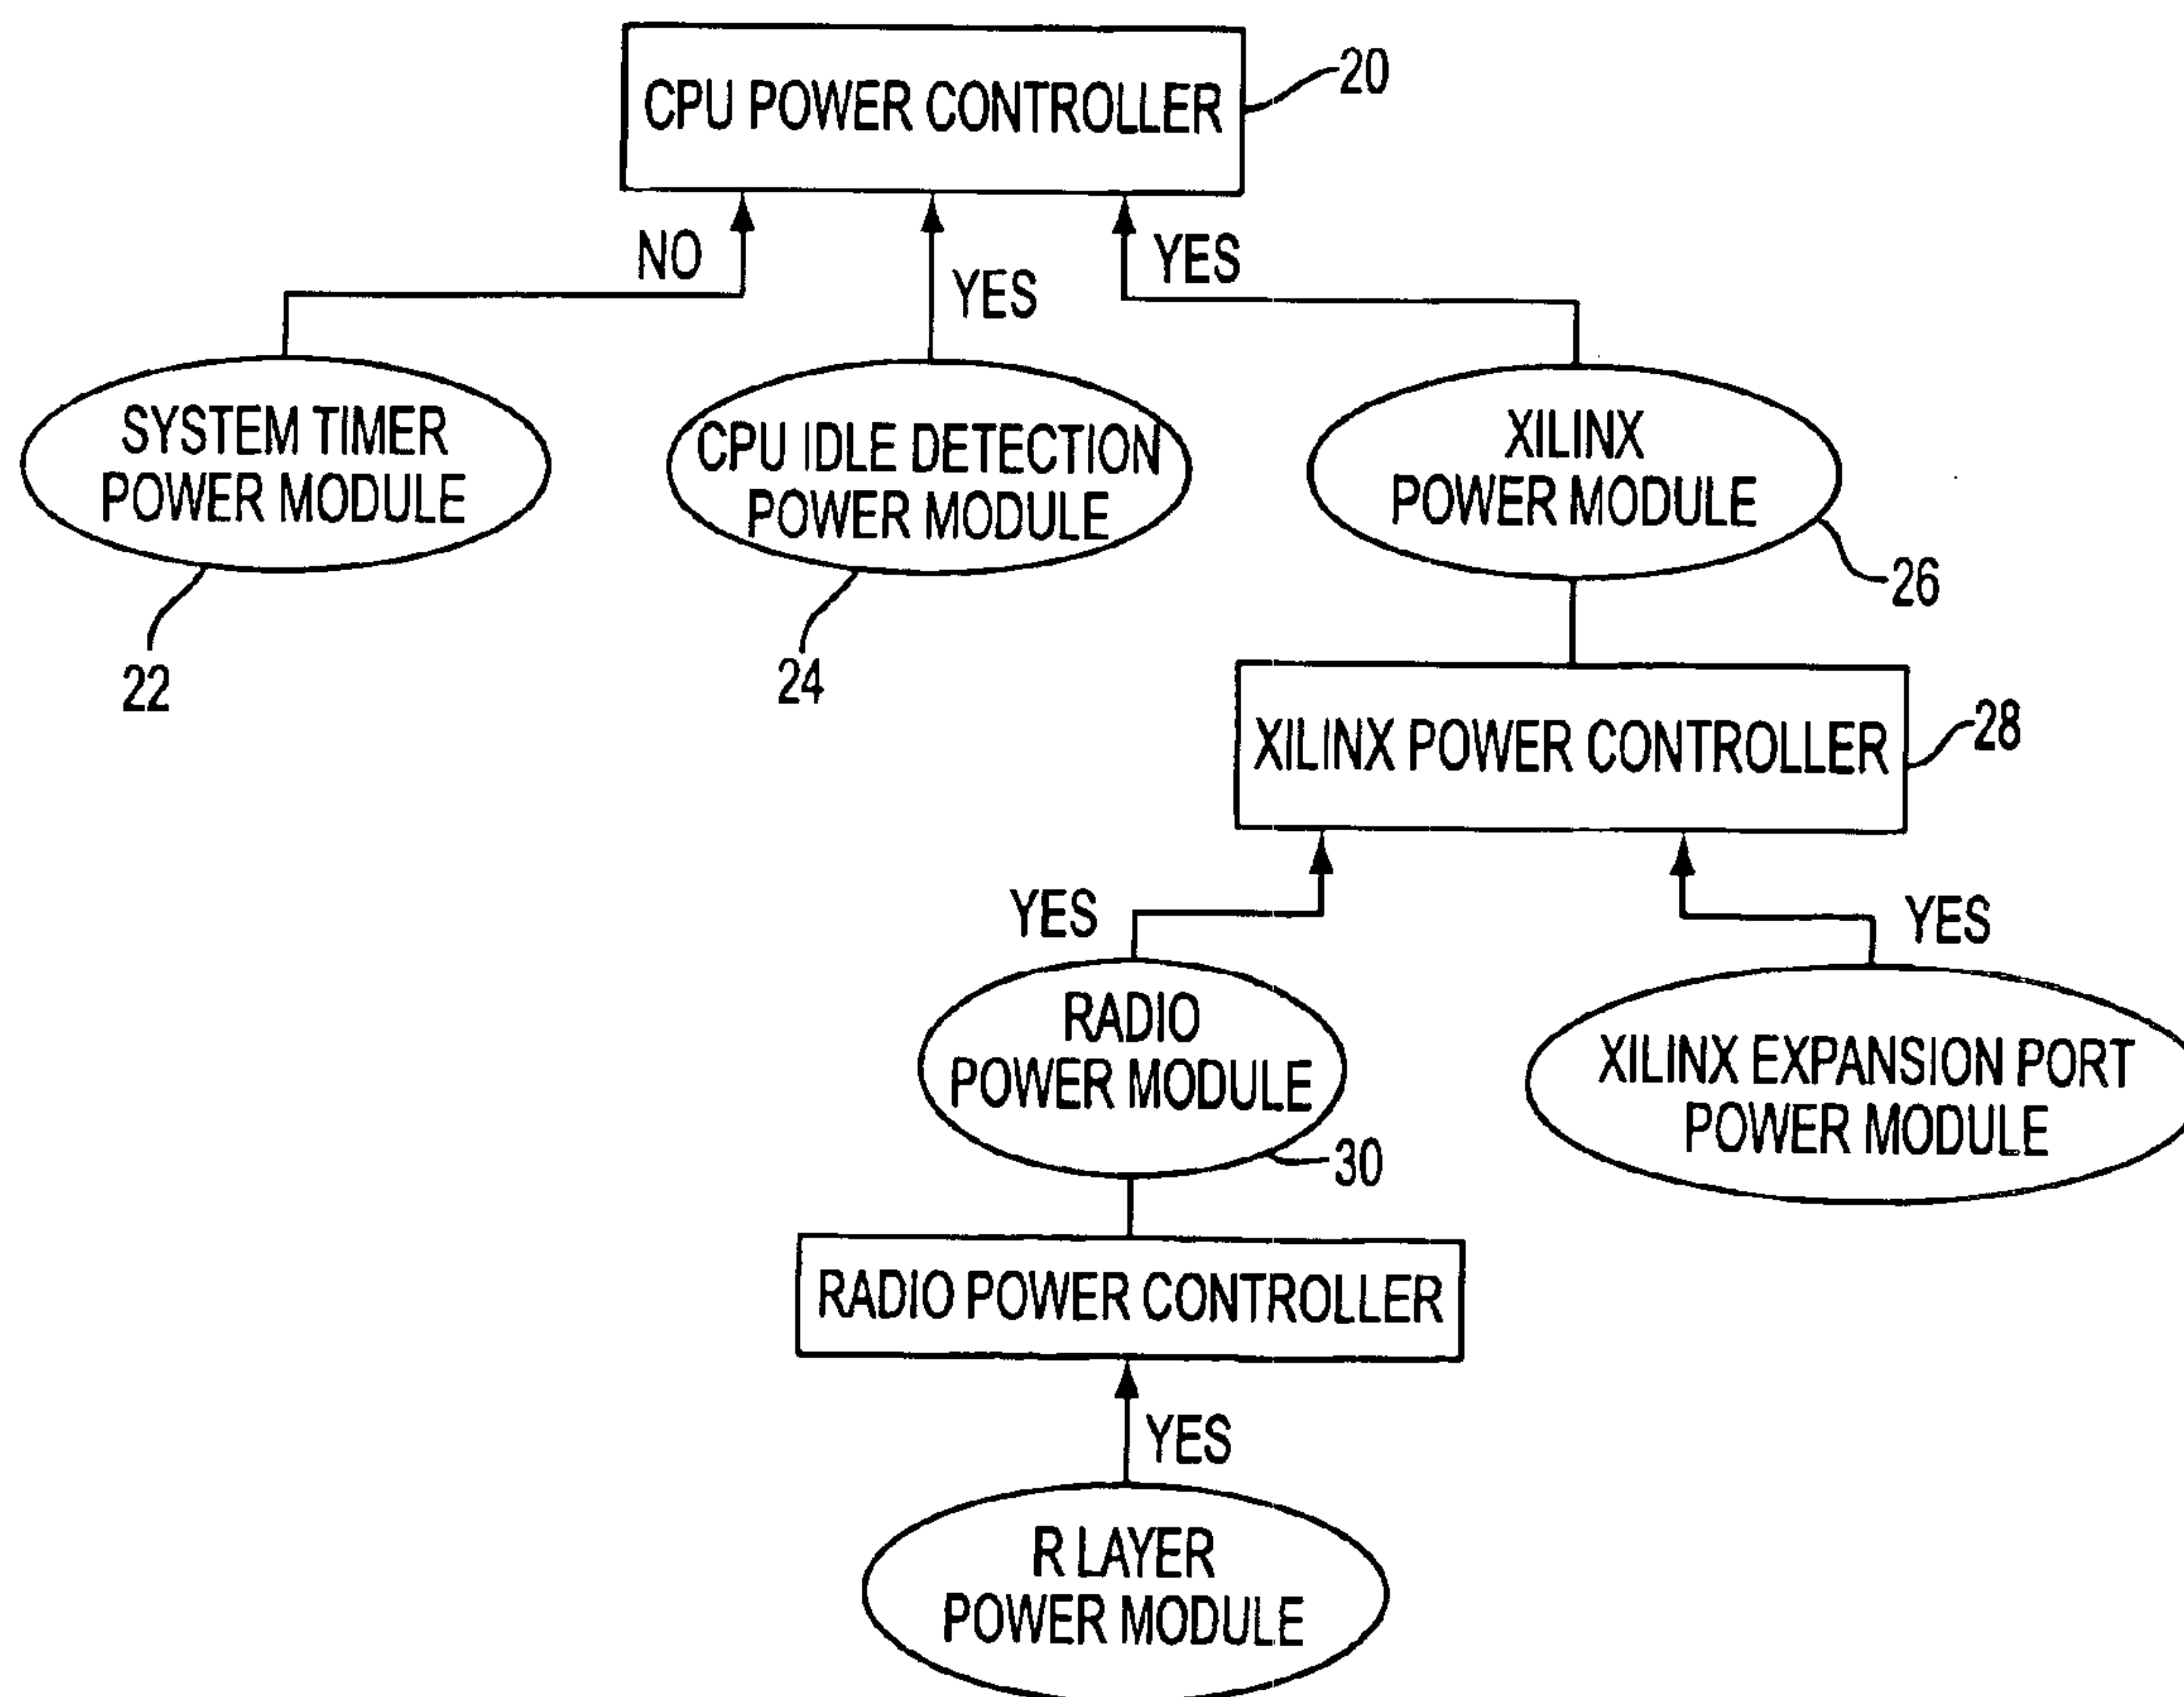 CPU POWER CONTROLLER
20
NO
YES
YES
SYSTEM TIMER
POWER MODULE
CPU IDLE DETECTION
POWER MODULE
XILINX
POWER MODULE
22
24
26
XILINX POWER CONTROLLER
28
YES
YES
RADIO
POWER MODULE
30
XILINX EXPANSION PORT
POWER MODULE
RADIO POWER CONTROLLER
YES
R LAYER
POWER MODULE